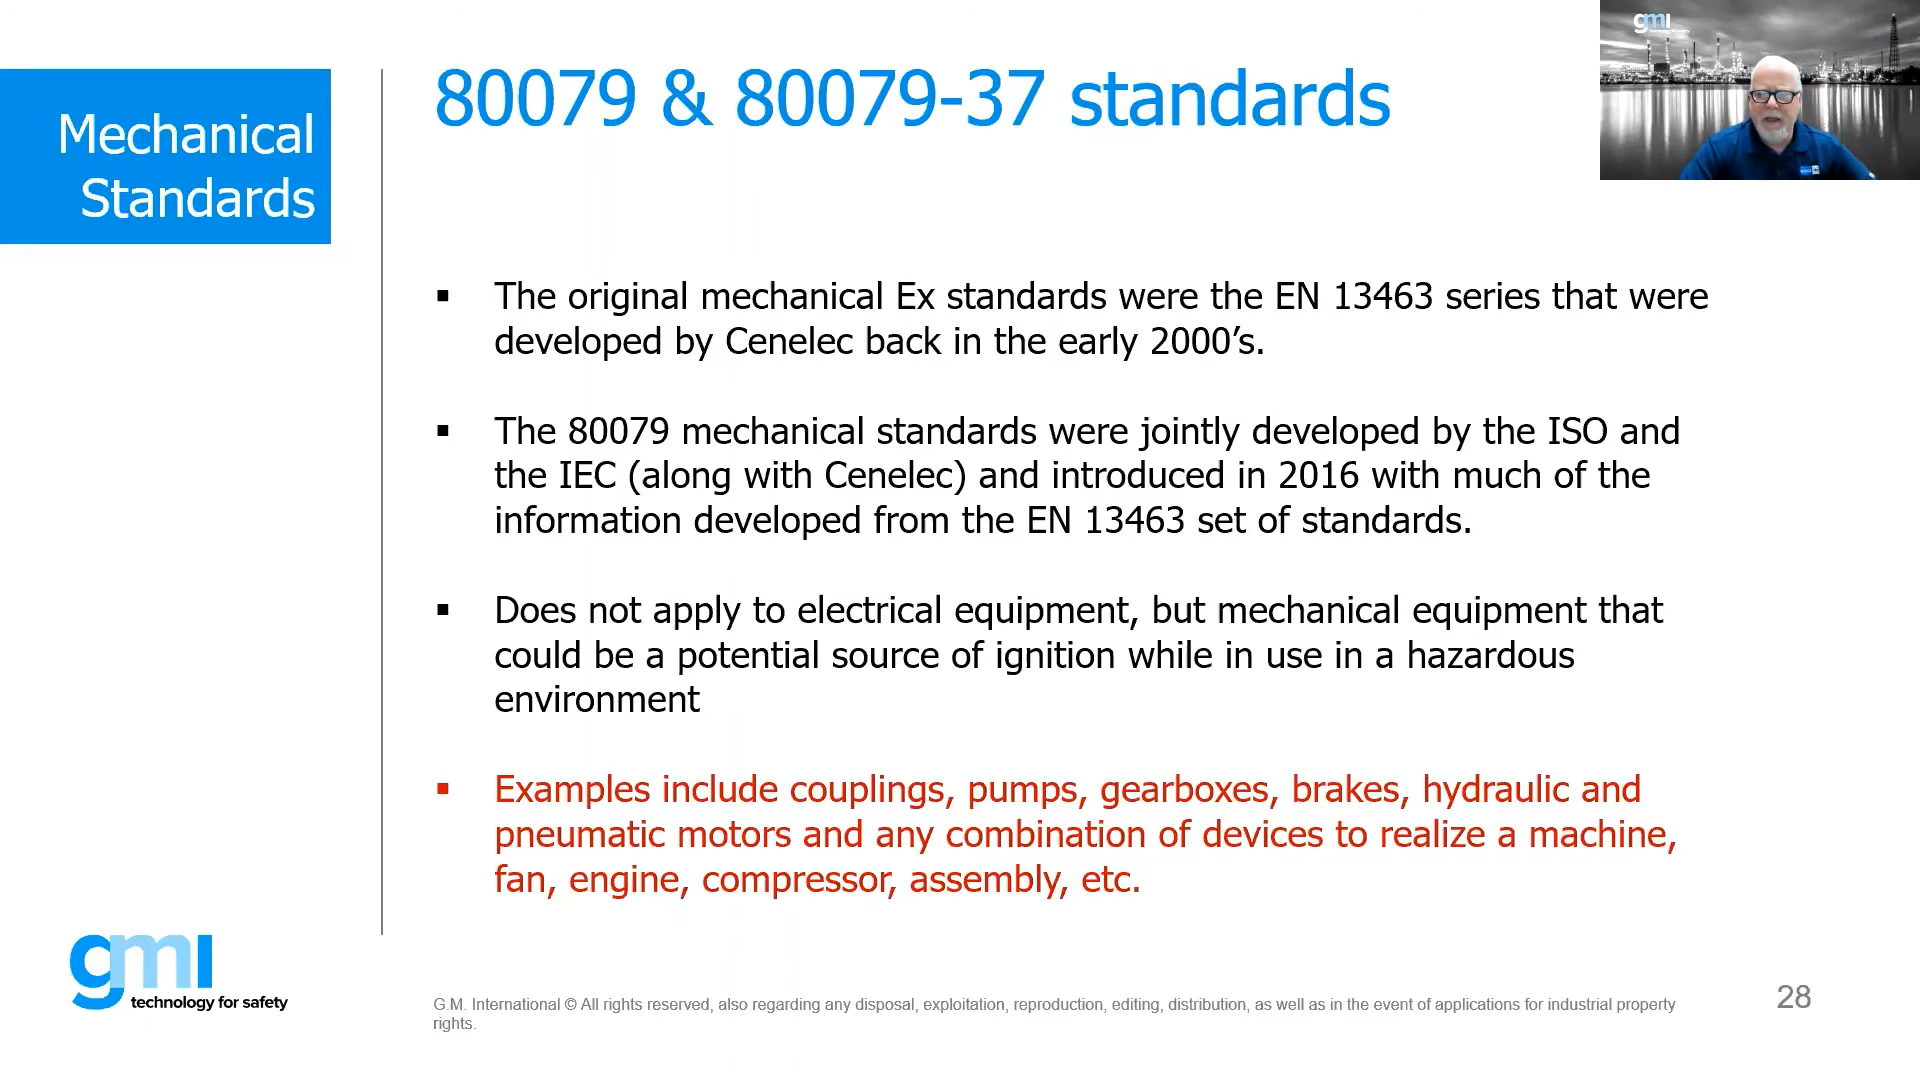 Mechanical
Standards
80079 & 80079-37 standards
gmi
▪ The original mechanical Ex standards were the EN 13463 series that were
developed by Cenelec back in the early 2000’s.
▪ The 80079 mechanical standards were jointly developed by the ISO and
the IEC (along with Cenelec) and introduced in 2016 with much of the
information developed from the EN 13463 set of standards.
▪ Does not apply to electrical equipment, but mechanical equipment that
could be a potential source of ignition while in use in a hazardous
environment
▪ Examples include couplings, pumps, gearboxes, brakes, hydraulic and
pneumatic motors and any combination of devices to realize a machine,
fan, engine, compressor, assembly, etc.
gmi
technology for safety
G.M. International © All rights reserved, also regarding any disposal, exploitation, reproduction, editing, distribution, as well as in the event of applications for industrial property
rights.
28